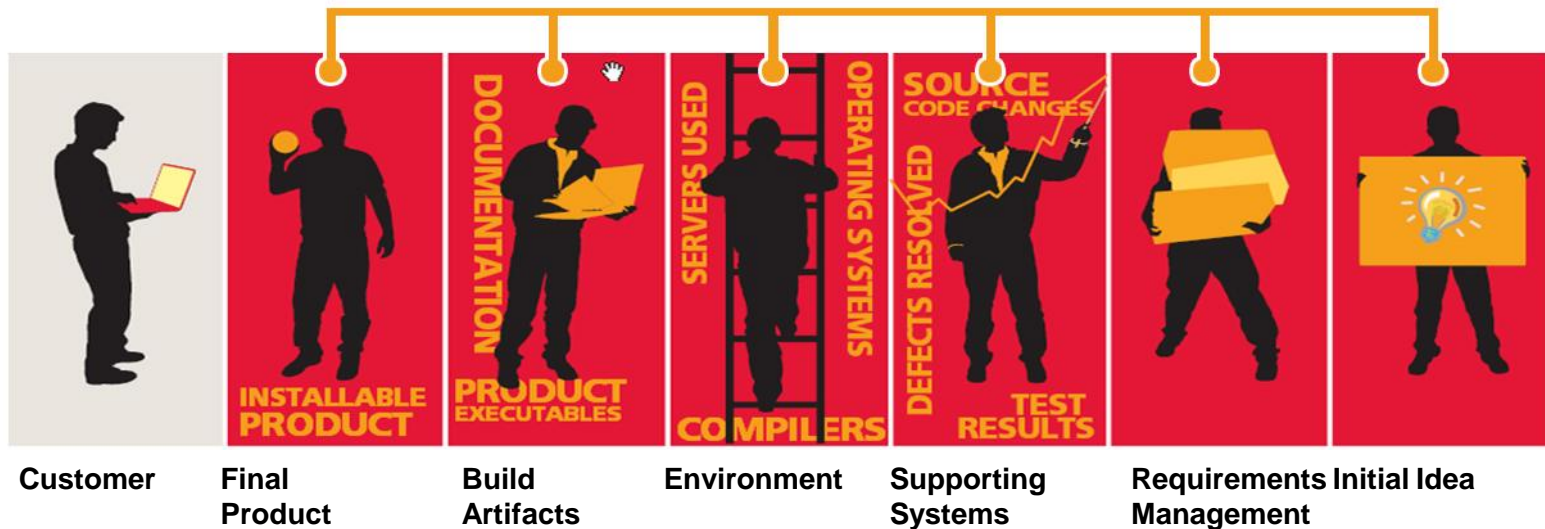 INSTALLABLE
PRODUCT
DOCUMENTATION
PRODUCT
EXECUTABLES
SERVERS USED
OPERATING SYSTEMS
COMPILERS
SOURCE
CODE CHANGES
DEFECTS RESOLVED
TEST
RESULTS
Customer
Final
Product
Build
Artifacts
Environment
Supporting
Systems
Requirements
Management
Initial Idea